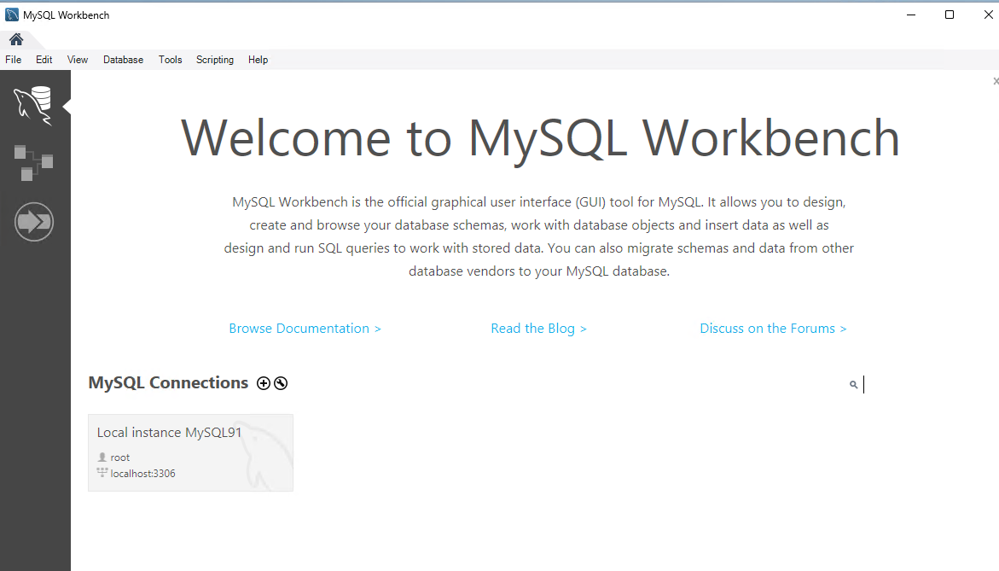 MySQL Workbench
File Edit View Database Tools Scripting Help
Welcome to MySQL Workbench
MySQL Workbench is the official graphical user interface (GUI) tool for MySQL. It allows you to design,
create and browse your database schemas, work with database objects and insert data as well as
design and run SQL queries to work with stored data. You can also migrate schemas and data from other
database vendors to your MySQL database.
Browse Documentation > Read the Blog > Discuss on the Forums >
MySQL Connections
Local instance MySQL91
root
localhost:3306